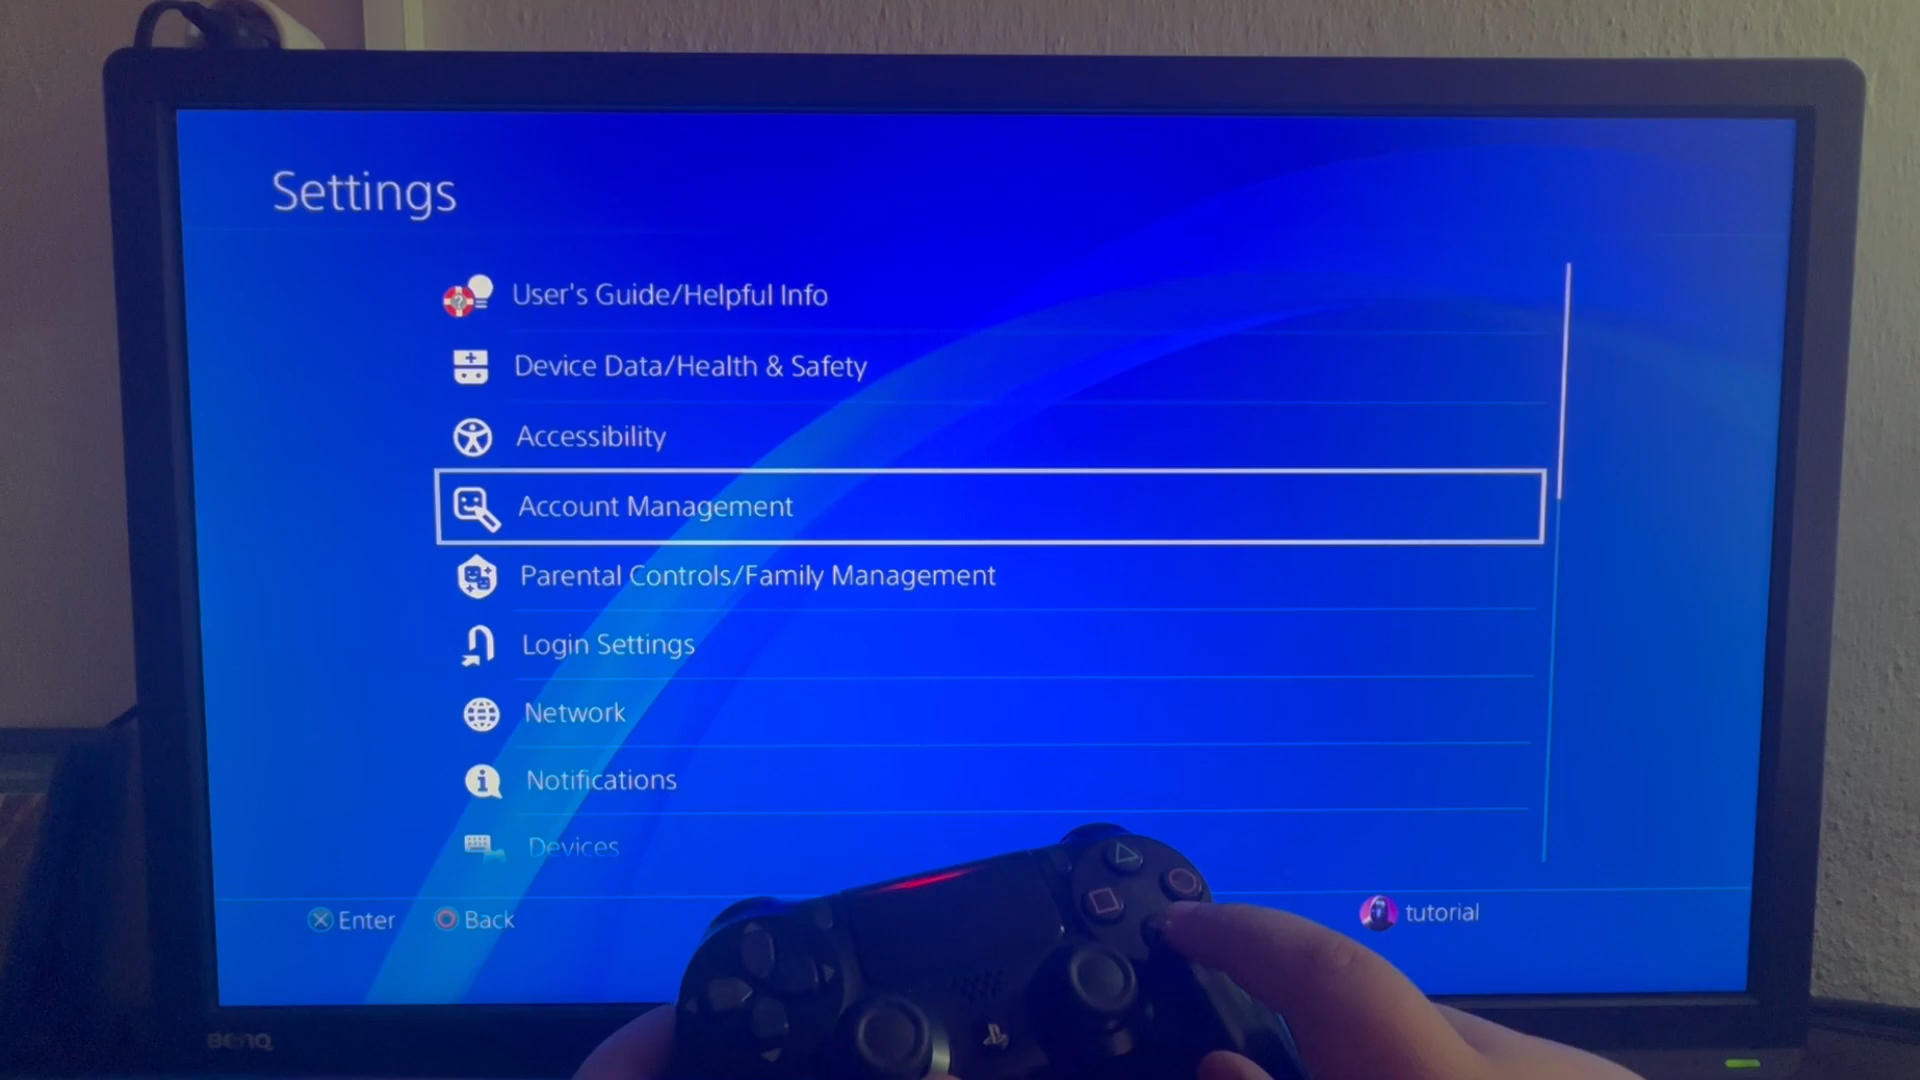 Settings
User's Guide/Helpful Info
Device Data/Health & Safety
Accessibility
Account Management
Parental Controls/Family Management
Login Settings
Network
Notifications
Devices
Enter Back
tutorial
BenQ